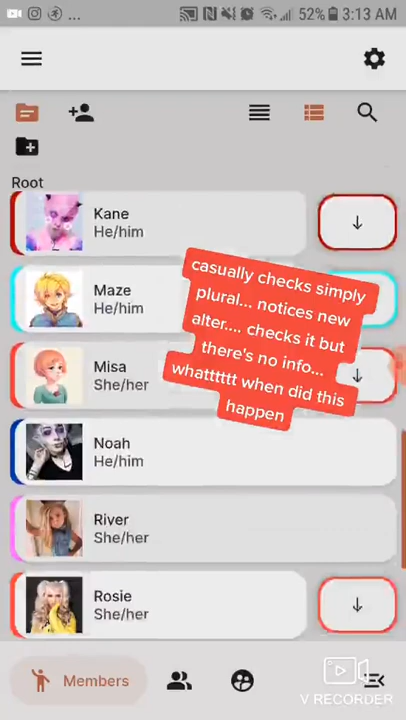 ... 52% 3:13 AM
Root
Kane
He/him
Maze
He/him
Misa
She/her
Noah
He/him
River
She/her
Rosie
She/her
casually checks simply
plural... notices new
alter.... checks it but
there's no info...
whatttttt when did this
happen
Members
V RECORDER